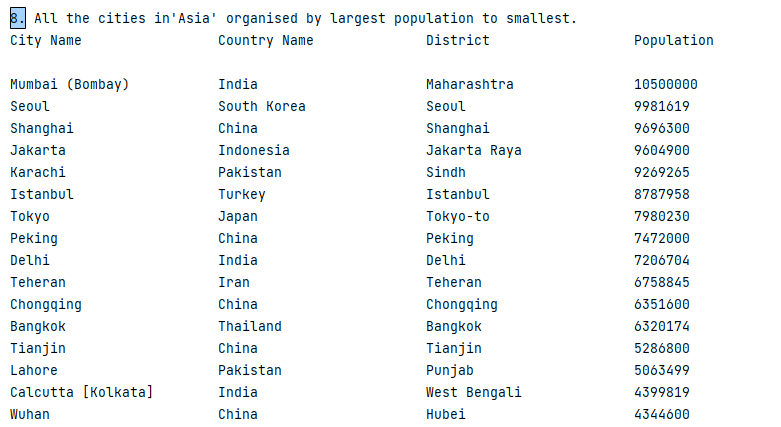 8. All the cities in'Asia' organised by largest population to smallest.
City Name Country Name District Population
Mumbai (Bombay) India Maharashtra 10500000
Seoul South Korea Seoul 9981619
Shanghai China Shanghai 9696300
Jakarta Indonesia Jakarta Raya 9604900
Karachi Pakistan Sindh 9269265
Istanbul Turkey Istanbul 8787958
Tokyo Japan Tokyo-to 7980230
Peking China Peking 7472000
Delhi India Delhi 7206704
Teheran Iran Teheran 6758845
Chongqing China Chongqing 6351600
Bangkok Thailand Bangkok 6320174
Tianjin China Tianjin 5286800
Lahore Pakistan Punjab 5063499
Calcutta [Kolkata] India West Bengali 4399819
Wuhan China Hubei 4344600